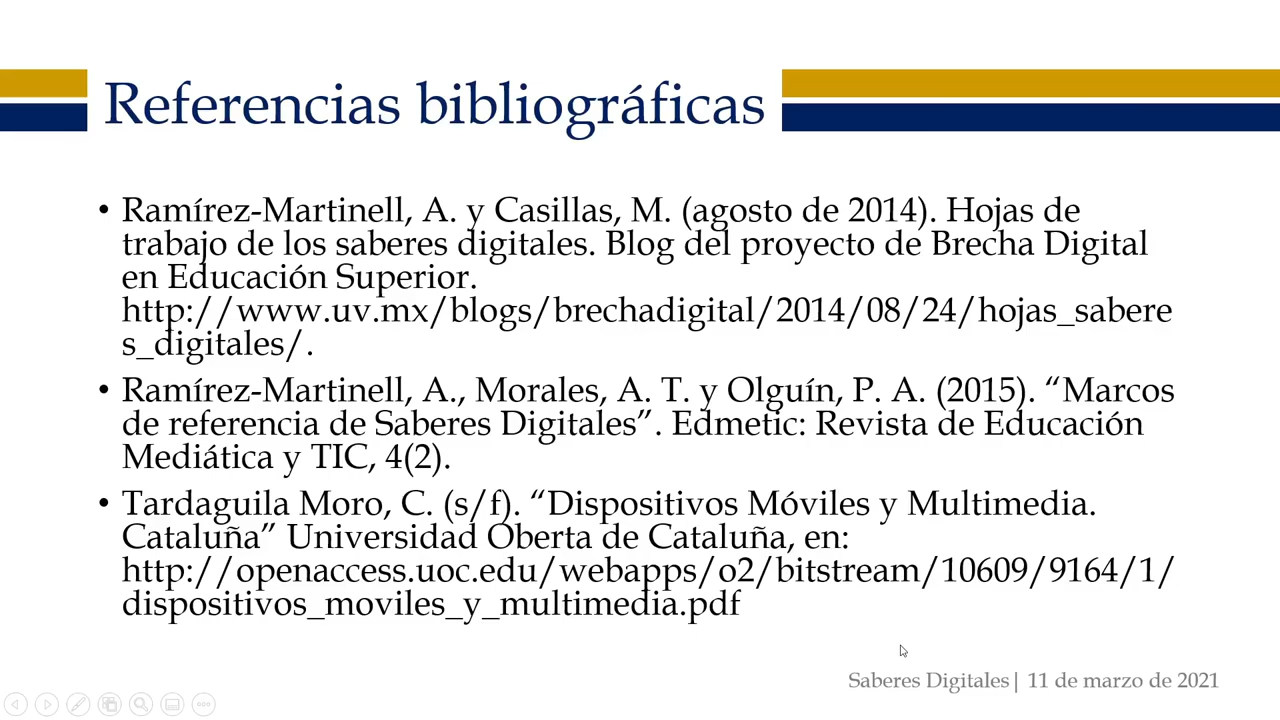 Referencias bibliográficas
• Ramírez-Martinell, A. y Casillas, M. (agosto de 2014). Hojas de
trabajo de los saberes digitales. Blog del proyecto de Brecha Digital
en Educación Superior.
http://www.uv.mx/blogs/brechadigital/2014/08/24/hojas_sabere
s_digitales/.
• Ramírez-Martinell, A., Morales, A. T. y Olguín, P. A. (2015). “Marcos
de referencia de Saberes Digitales”. Edmetic: Revista de Educación
Mediática y TIC, 4(2).
• Tardaguila Moro, C. (s/f). “Dispositivos Móviles y Multimedia.
Cataluña” Universidad Oberta de Cataluña, en:
http://openaccess.uoc.edu/webapps/o2/bitstream/10609/9164/1/
dispositivos_moviles_y_multimedia.pdf
Saberes Digitales| 11 de marzo de 2021